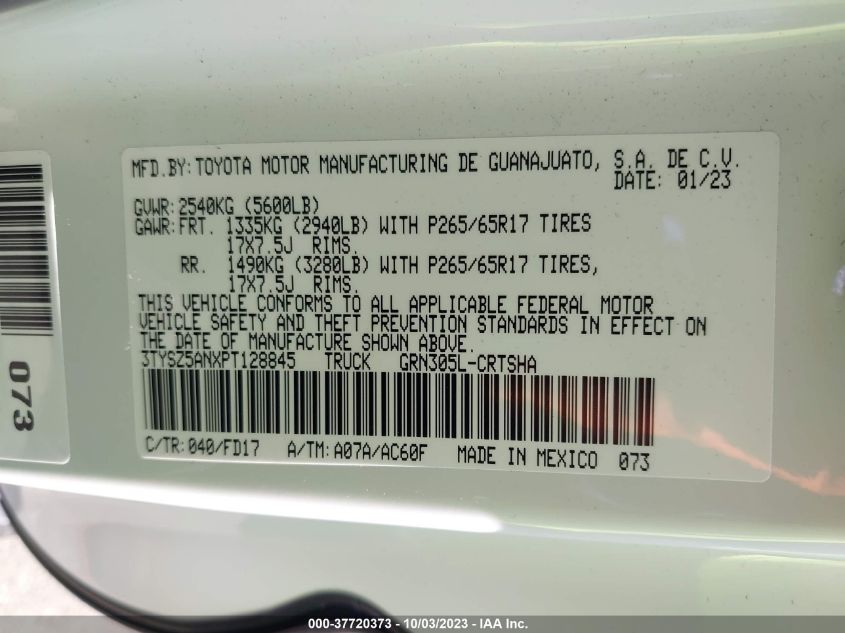 MFD.BY: TOYOTA MOTOR MANUFACTURING DE GUANAJUATO, S.A. DE C.V.
DATE: 01/23
GVWR: 2540KG (5600LB)
GAWR: FRT. 1335KG (2940LB) WITH P265/65R17 TIRES
17X7.5J RIMS.
RR. 1490KG (3280LB) WITH P265/65R17 TIRES,
17X7.5J RIMS.
THIS VEHICLE CONFORMS TO ALL APPLICABLE FEDERAL MOTOR
VEHICLE SAFETY AND THEFT PREVENTION STANDARDS IN EFFECT ON
THE DATE OF MANUFACTURE SHOWN ABOVE.
3TYSZ5ANXPT128845 TRUCK GRN305L-CRTSHA
C/TR: 040/FD17 A/TM: A07A/AC60F MADE IN MEXICO 073
073
000-37720373 - 10/03/2023 - IAA Inc.